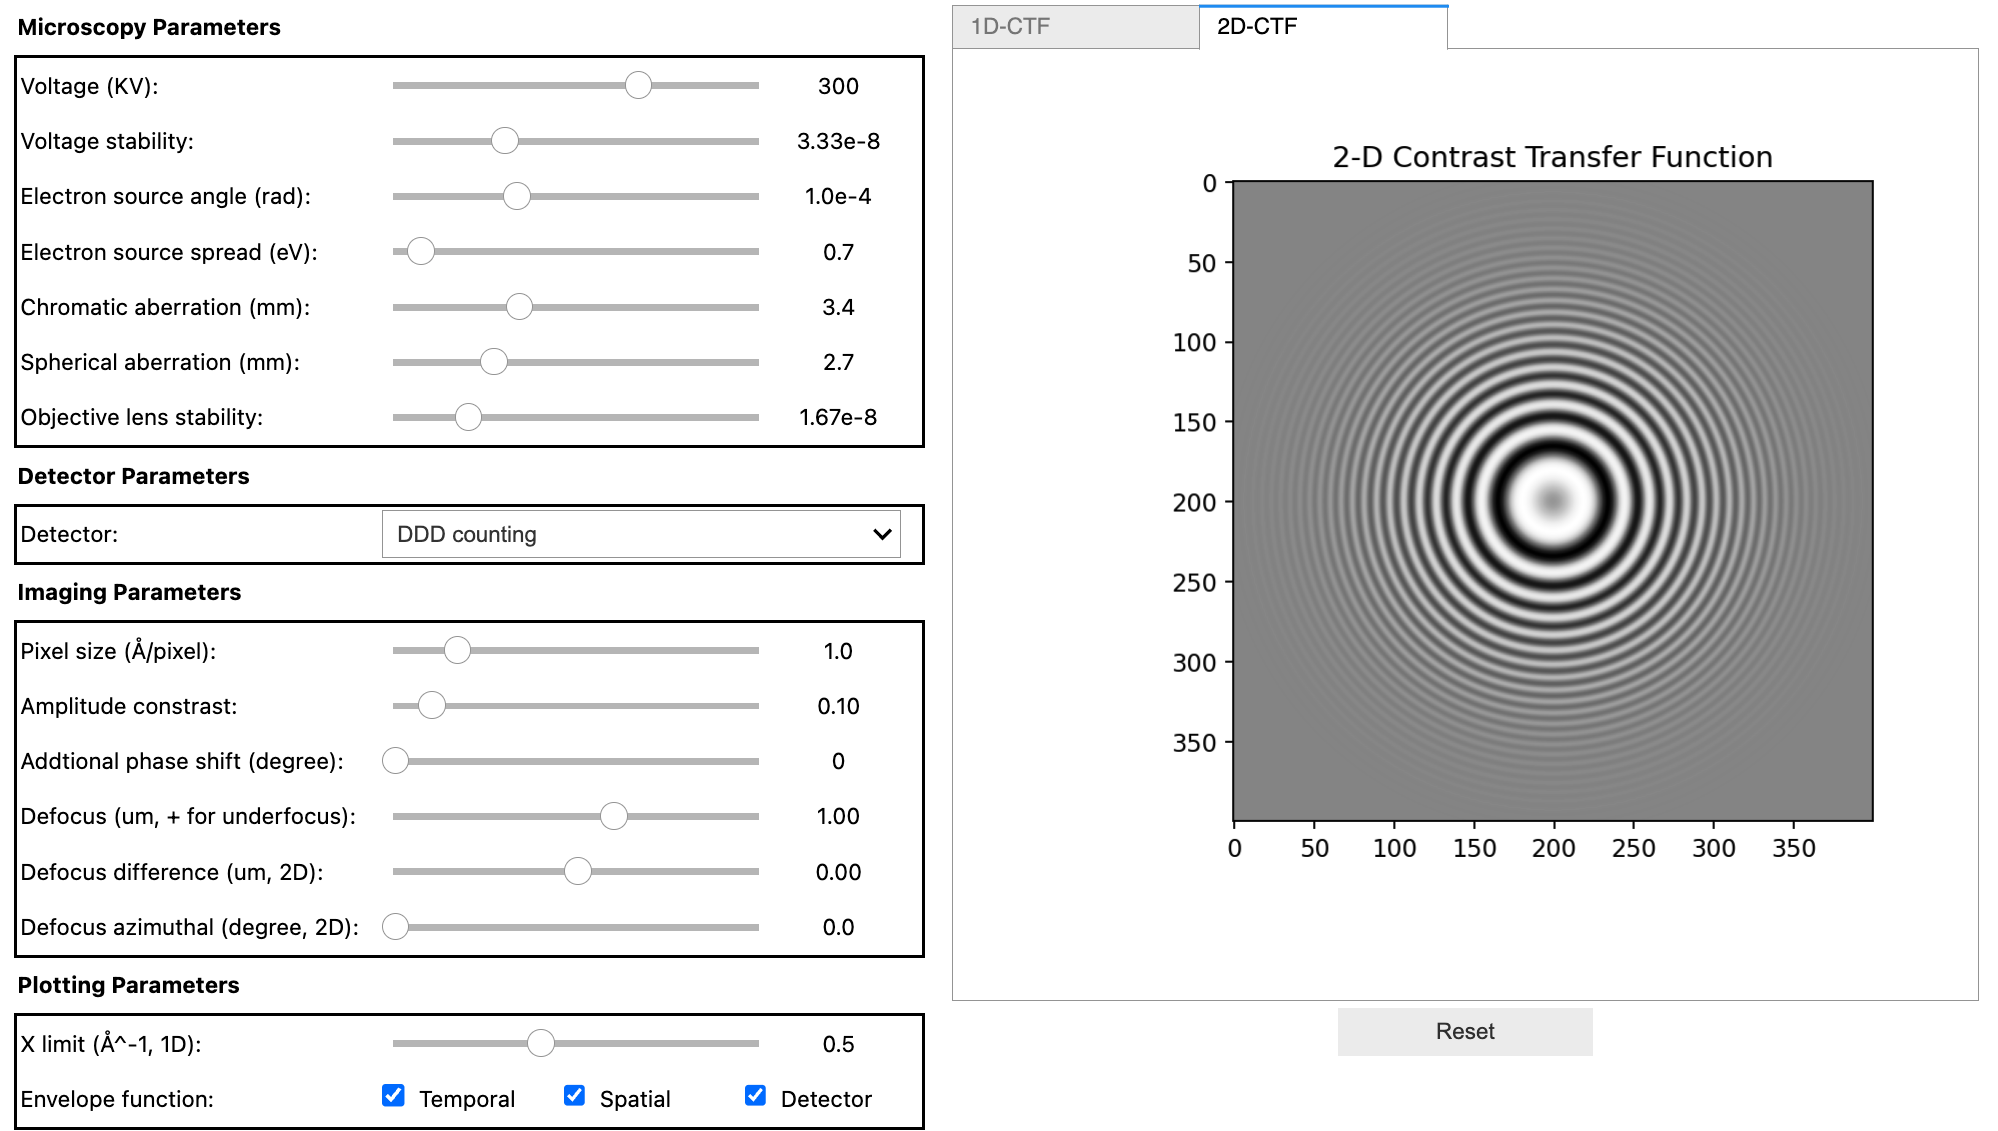 Microscopy Parameters
Voltage (KV): 300
Voltage stability: 3.33e-8
Electron source angle (rad): 1.0e-4
Electron source spread (eV): 0.7
Chromatic aberration (mm): 3.4
Spherical aberration (mm): 2.7
Objective lens stability: 1.67e-8
Detector Parameters
Detector: DDD counting
Imaging Parameters
Pixel size (Å/pixel): 1.0
Amplitude constrast: 0.10
Addtional phase shift (degree): 0
Defocus (um, + for underfocus): 1.00
Defocus difference (um, 2D): 0.00
Defocus azimuthal (degree, 2D): 0.0
Plotting Parameters
X limit (Å^-1, 1D): 0.5
Envelope function: Temporal Spatial Detector
1D-CTF 2D-CTF
2-D Contrast Transfer Function
0
50
100
150
200
250
300
350
0 50 100 150 200 250 300 350
Reset